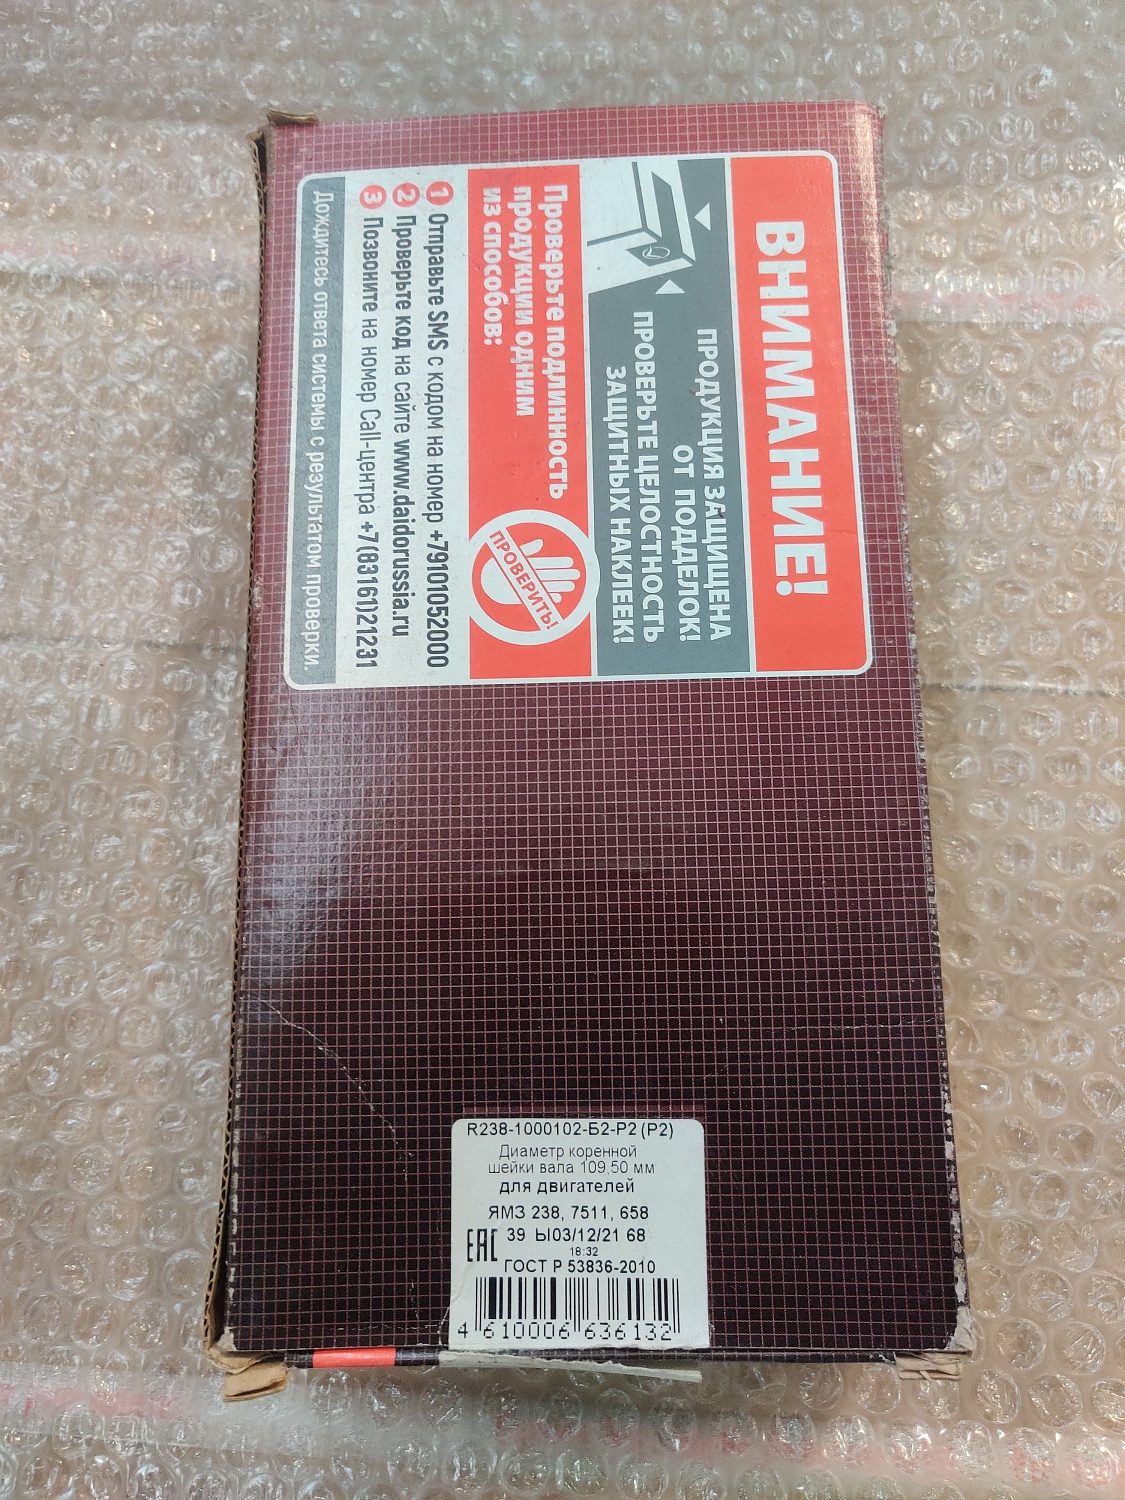 ВНИМАНИЕ!
ПРОДУКЦИЯ ЗАЩИЩЕНА
ОТ ПОДДЕЛОК!
ПРОВЕРЬТЕ ЦЕЛОСТНОСТЬ
ЗАЩИТНЫХ НАКЛЕЕК!
Проверьте подлинность
продукции одним
из способов:
ПРОВЕРИТЬ!
1 Отправьте SMS с кодом на номер +79101052000
2 Проверьте код на сайте www.daidorussia.ru
3 Позвоните на номер Call-центра +7(83161)21231
Дождитесь ответа системы с результатом проверки.
R238-1000102-Б2-Р2 (Р2)
Диаметр коренной
шейки вала 109,50 мм
для двигателей
ЯМЗ 238, 7511, 658
EAC 39 Ы03/12/21 68
18:32
ГОСТ Р 53836-2010
4 610006 636132